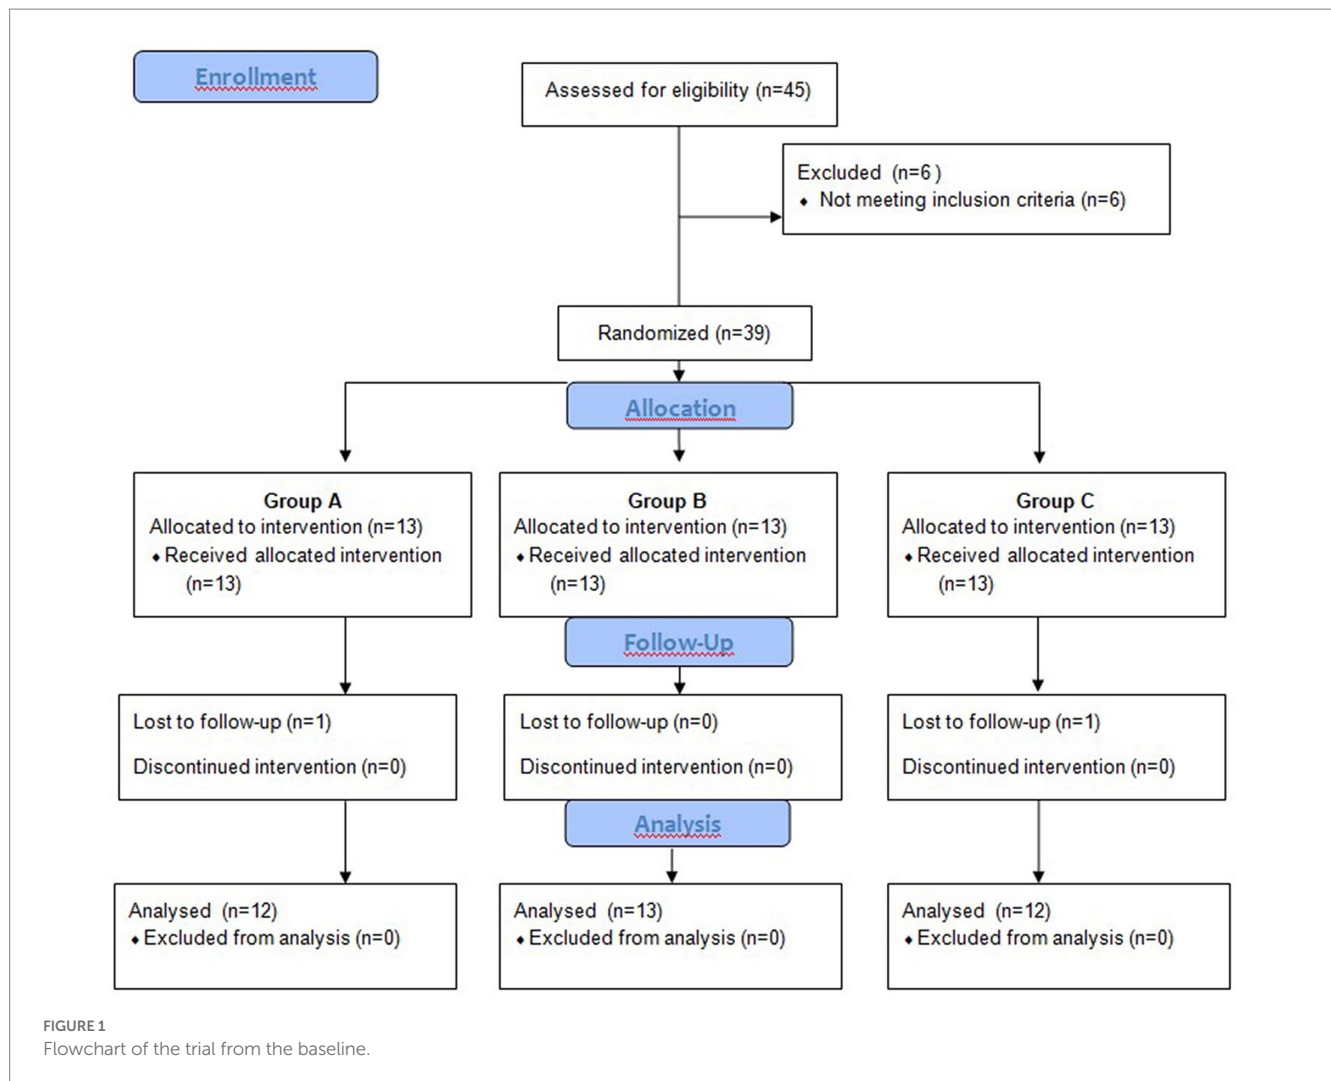 Enrollment
Assessed for eligibility (n=45)
Excluded (n=6 )
♦ Not meeting inclusion criteria (n=6)
Randomized (n=39)
Allocation
Group A
Allocated to intervention (n=13)
♦ Received allocated intervention
(n=13)
Group B
Allocated to intervention (n=13)
♦ Received allocated intervention
(n=13)
Group C
Allocated to intervention (n=13)
♦ Received allocated intervention
(n=13)
Follow-Up
Lost to follow-up (n=1)
Discontinued intervention (n=0)
Lost to follow-up (n=0)
Discontinued intervention (n=0)
Lost to follow-up (n=1)
Discontinued intervention (n=0)
Analysis
Analysed (n=12)
♦ Excluded from analysis (n=0)
Analysed (n=13)
♦ Excluded from analysis (n=0)
Analysed (n=12)
♦ Excluded from analysis (n=0)
FIGURE 1
Flowchart of the trial from the baseline.